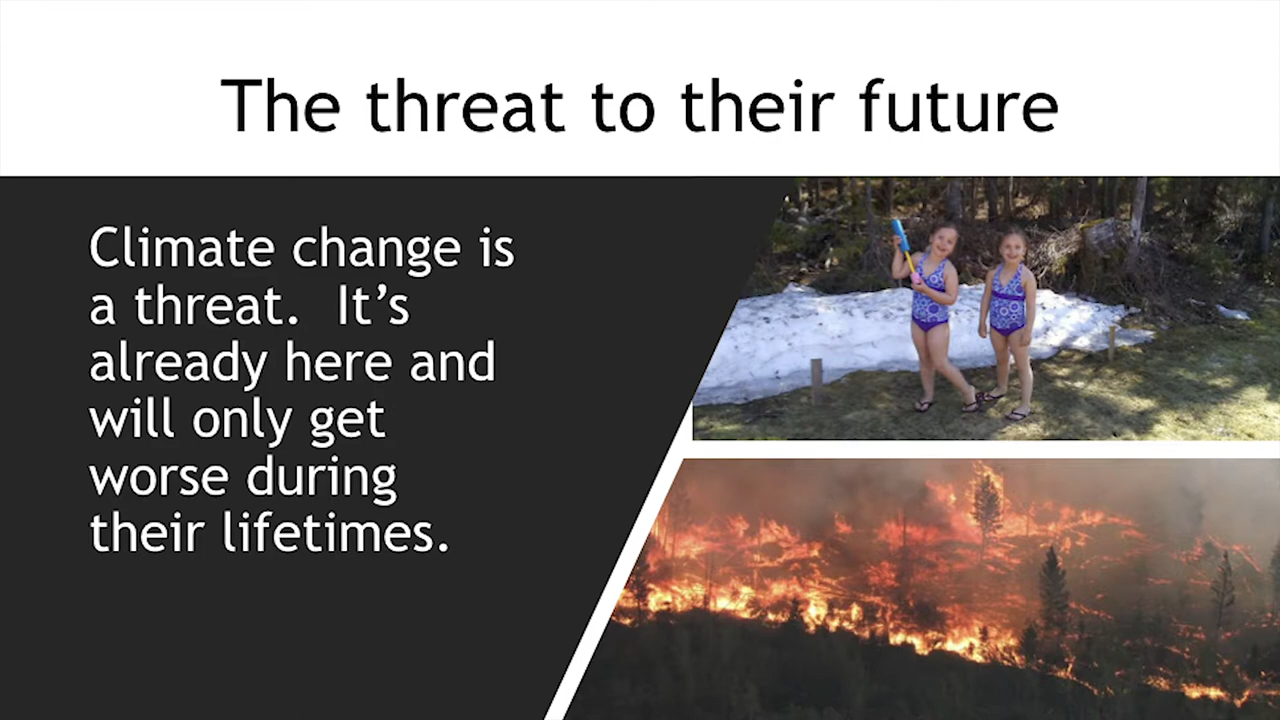 The threat to their future
Climate change is
a threat.  It’s
already here and
will only get
worse during
their lifetimes.